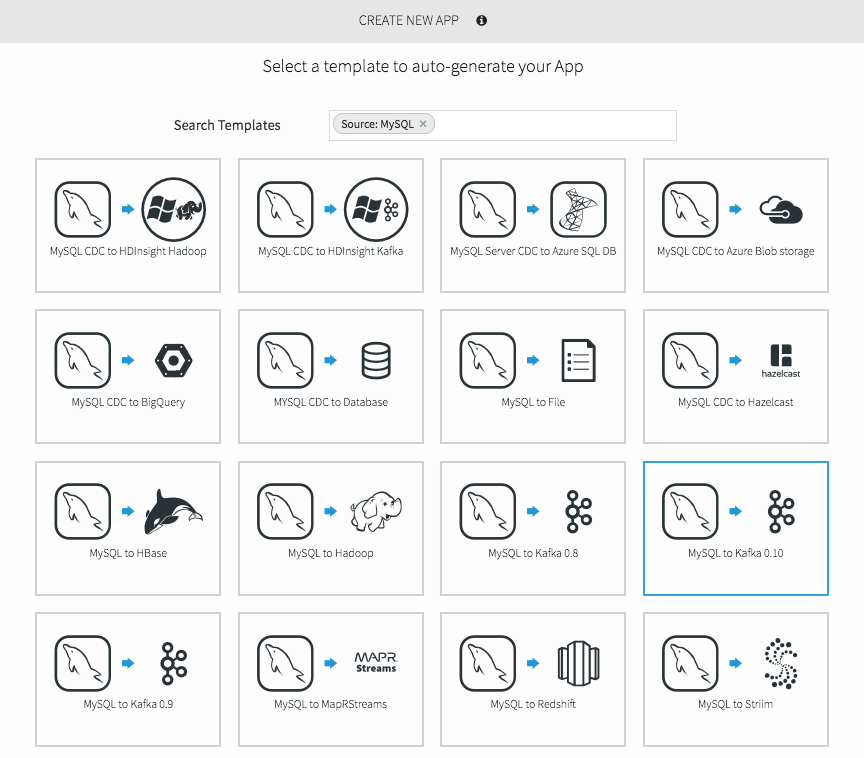 CREATE NEW APP
Select a template to auto-generate your App
Search Templates
Source: MySQL ×
MySQL CDC to HDInsight Hadoop
MySQL CDC to HDInsight Kafka
MySQL Server CDC to Azure SQL DB
MySQL CDC to Azure Blob storage
MySQL CDC to BigQuery
MYSQL CDC to Database
MySQL to File
hazelcast
MySQL CDC to Hazelcast
MySQL to HBase
MySQL to Hadoop
MySQL to Kafka 0.8
MySQL to Kafka 0.10
MySQL to Kafka 0.9
MAPR
Streams
MySQL to MapRStreams
MySQL to Redshift
MySQL to Striim